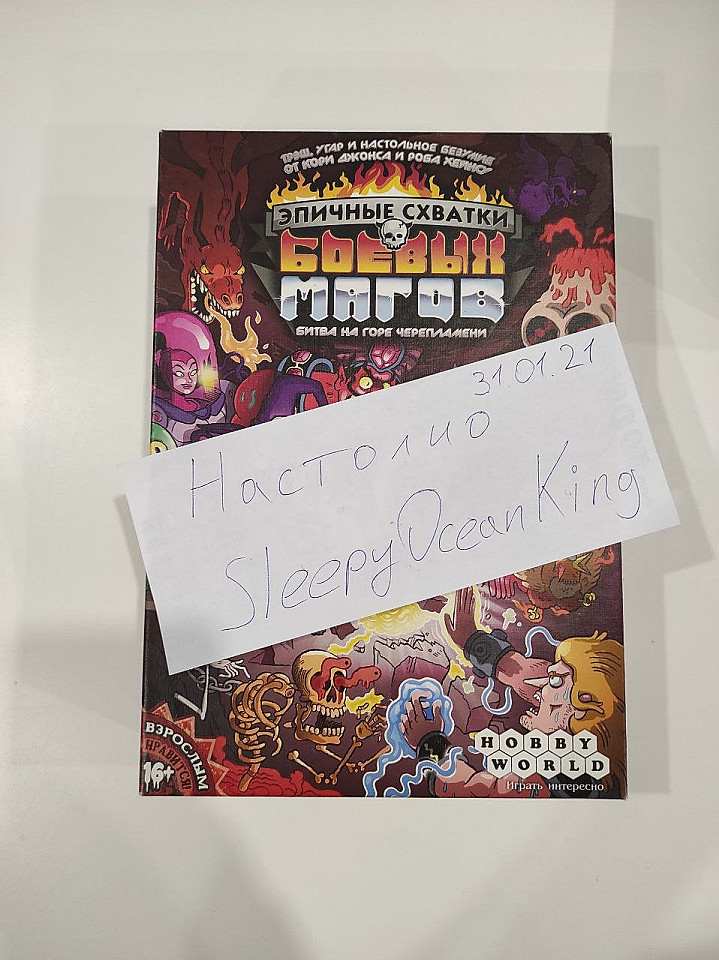 ТРЭШ, УГАР И НАСТОЛЬНОЕ БЕЗУМИЕ
ОТ КОРИ ДЖОНСА И РОБА ХЕЙНСУ
ЭПИЧНЫЕ СХВАТКИ
БОЕВЫХ
МАГОВ
БИТВА НА ГОРЕ ЧЕРЕПЛАМЕНИ
31.01.21
Настолио
SleepyOceanKing
ВЗРОСЛЫМ
НРАВИТСЯ!
16+
HOBBY
WORLD
Играть интересно